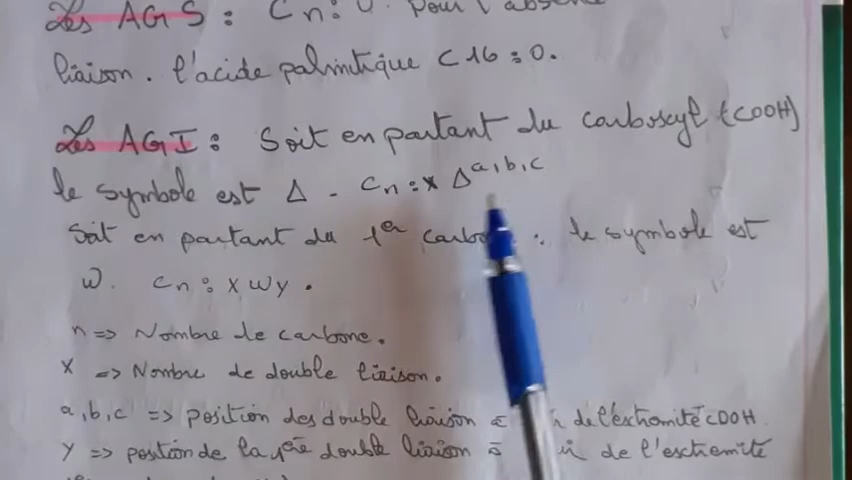 Les AGS : Cn:0. Pour l'absence
liaison. l'acide palmitique C16:0.
Les AGI : Soit en partant du carboxyl (COOH)
le symbole est Δ - Cn:x Δa,b,c
Soit en partant du 1er : le symbole est
ω. Cn:xωy.
n => Nombre de carbone.
x => Nombre de double liaison.
a,b,c => position des double liaison de l'extrémité COOH
y => position de la 1ère double liaison de l'extrémité